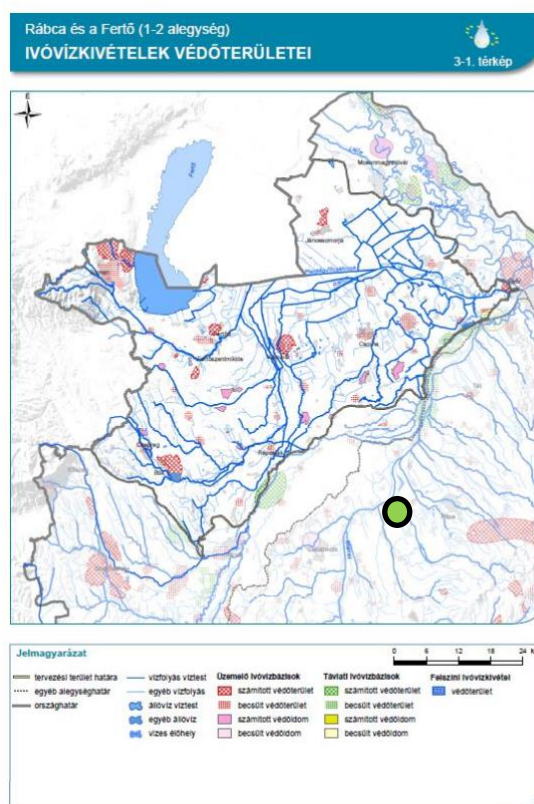 Rábca és a Fertő (1-2 alegység)
IVÓVÍZKIVÉTELEK VÉDŐTERÜLETEI
3-1. térkép
É
Fertő
Mosonmagyaróvár
Jánossomorja
Fertőszentmiklós
Csorna
Jelmagyarázat
0 6 12 18 24
tervezési terület határa
egyéb alegységhatár
országhatár
vízfolyás víztest
egyéb vízfolyás
állóvíz víztest
egyéb állóvíz
vizes élőhely
Üzemelő ivóvízbázisok
számított védőterület
becsült védőterület
számított védőidom
becsült védőidom
Távlati ivóvízbázisok
számított védőterület
becsült védőterület
számított védőidom
becsült védőidom
Felszíni ivóvízkivétel
védőterület